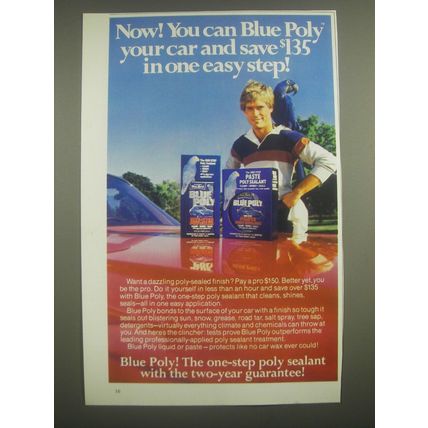 Now! You can Blue Poly™
your car and save $135
in one easy step!
BLUE POLY
PASTE
POLYSEALANT
BLUE POLY
Want a dazzling poly-sealed finish? Pay a pro $150. Better yet, you
be the pro. Do it yourself in less than an hour and save over $135
with Blue Poly, the one-step poly sealant that cleans, shines,
seals—all in one easy application.
Blue Poly bonds to the surface of your car with a finish so tough it
seals out blistering sun, snow, grease, road tar, salt spray, tree sap,
detergents—virtually everything climate and chemicals can throw at
you. And heres the clincher: tests prove Blue Poly outperforms the
leading professionally-applied poly sealant treatment.
Blue Poly liquid or paste—protects like no car wax ever could!
Blue Poly! The one-step poly sealant
with the two-year guarantee!